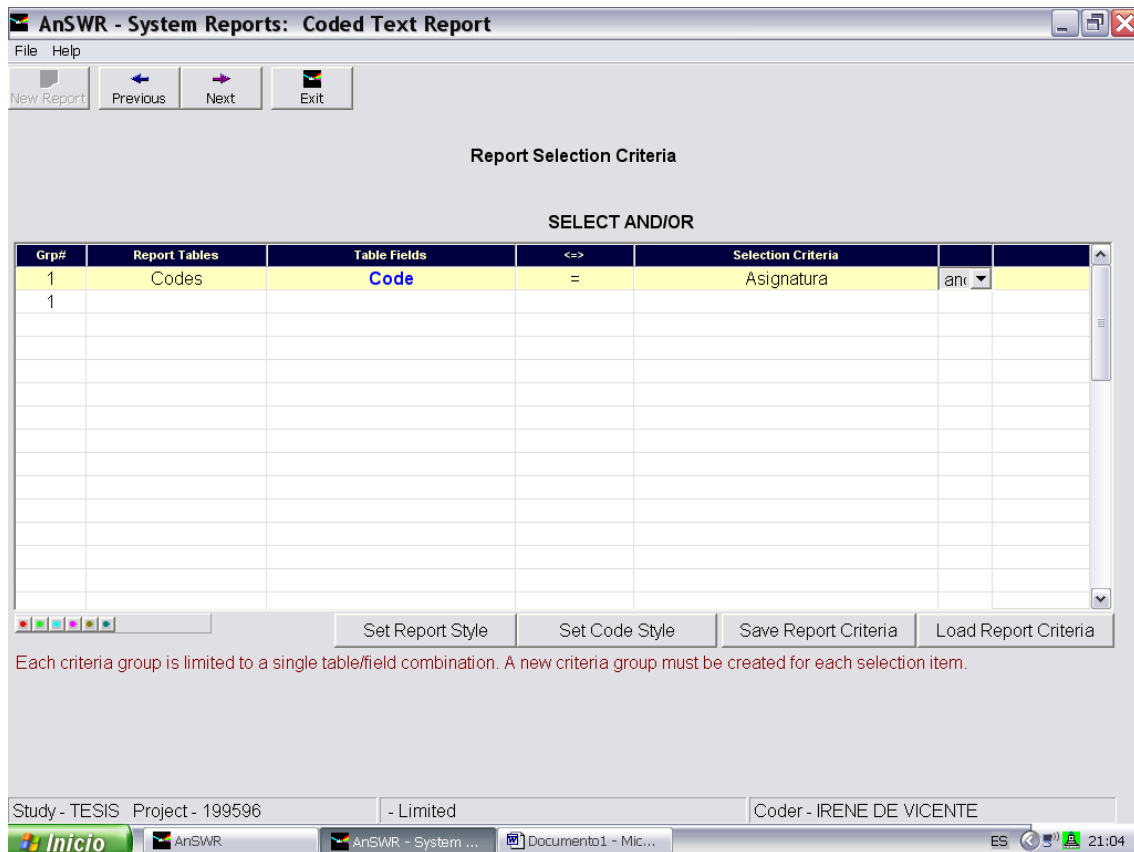 AnSWR - System Reports: Coded Text Report
File Help
New Report Previous Next Exit
Report Selection Criteria
SELECT AND/OR
Grp# Report Tables Table Fields <=> Selection Criteria
1 Codes Code = Asignatura and
1
Set Report Style Set Code Style Save Report Criteria Load Report Criteria
Each criteria group is limited to a single table/field combination. A new criteria group must be created for each selection item.
Study - TESIS Project - 199596 - Limited Coder - IRENE DE VICENTE
Inicio AnSWR AnSWR - System ... Documento1 - Mic... ES 21:04